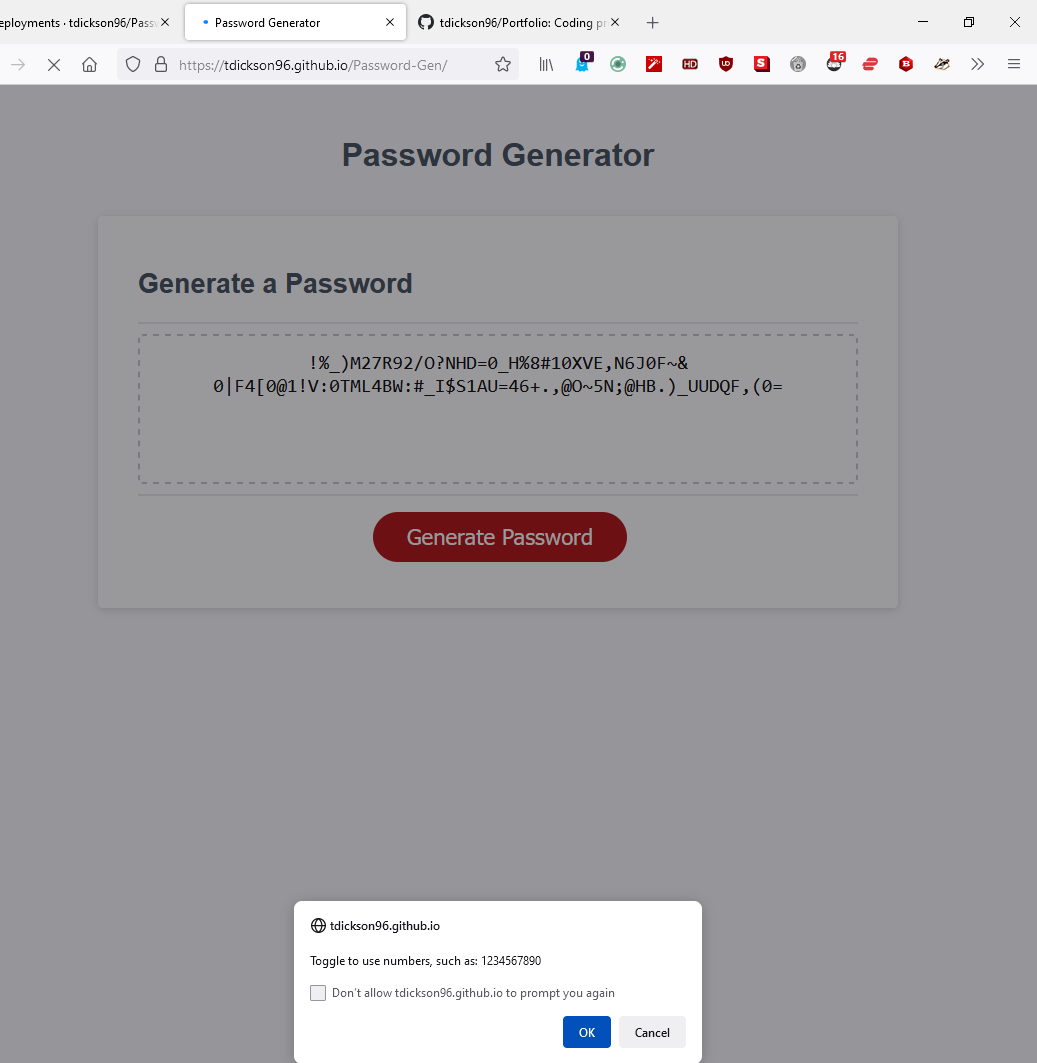 eployments · tdickson96/Passw
Password Generator
tdickson96/Portfolio: Coding pr
https://tdickson96.github.io/Password-Gen/
0
HD
UD
S
16
B
Password Generator
Generate a Password
!%_)M27R92/O?NHD=0_H%8#10XVE,N6J0F~&
0|F4[0@1!V:0TML4BW:#_I$S1AU=46+.,@O~5N;@HB.)_UUDQF,(0=
Generate Password
tdickson96.github.io
Toggle to use numbers, such as: 1234567890
Don't allow tdickson96.github.io to prompt you again
OK
Cancel